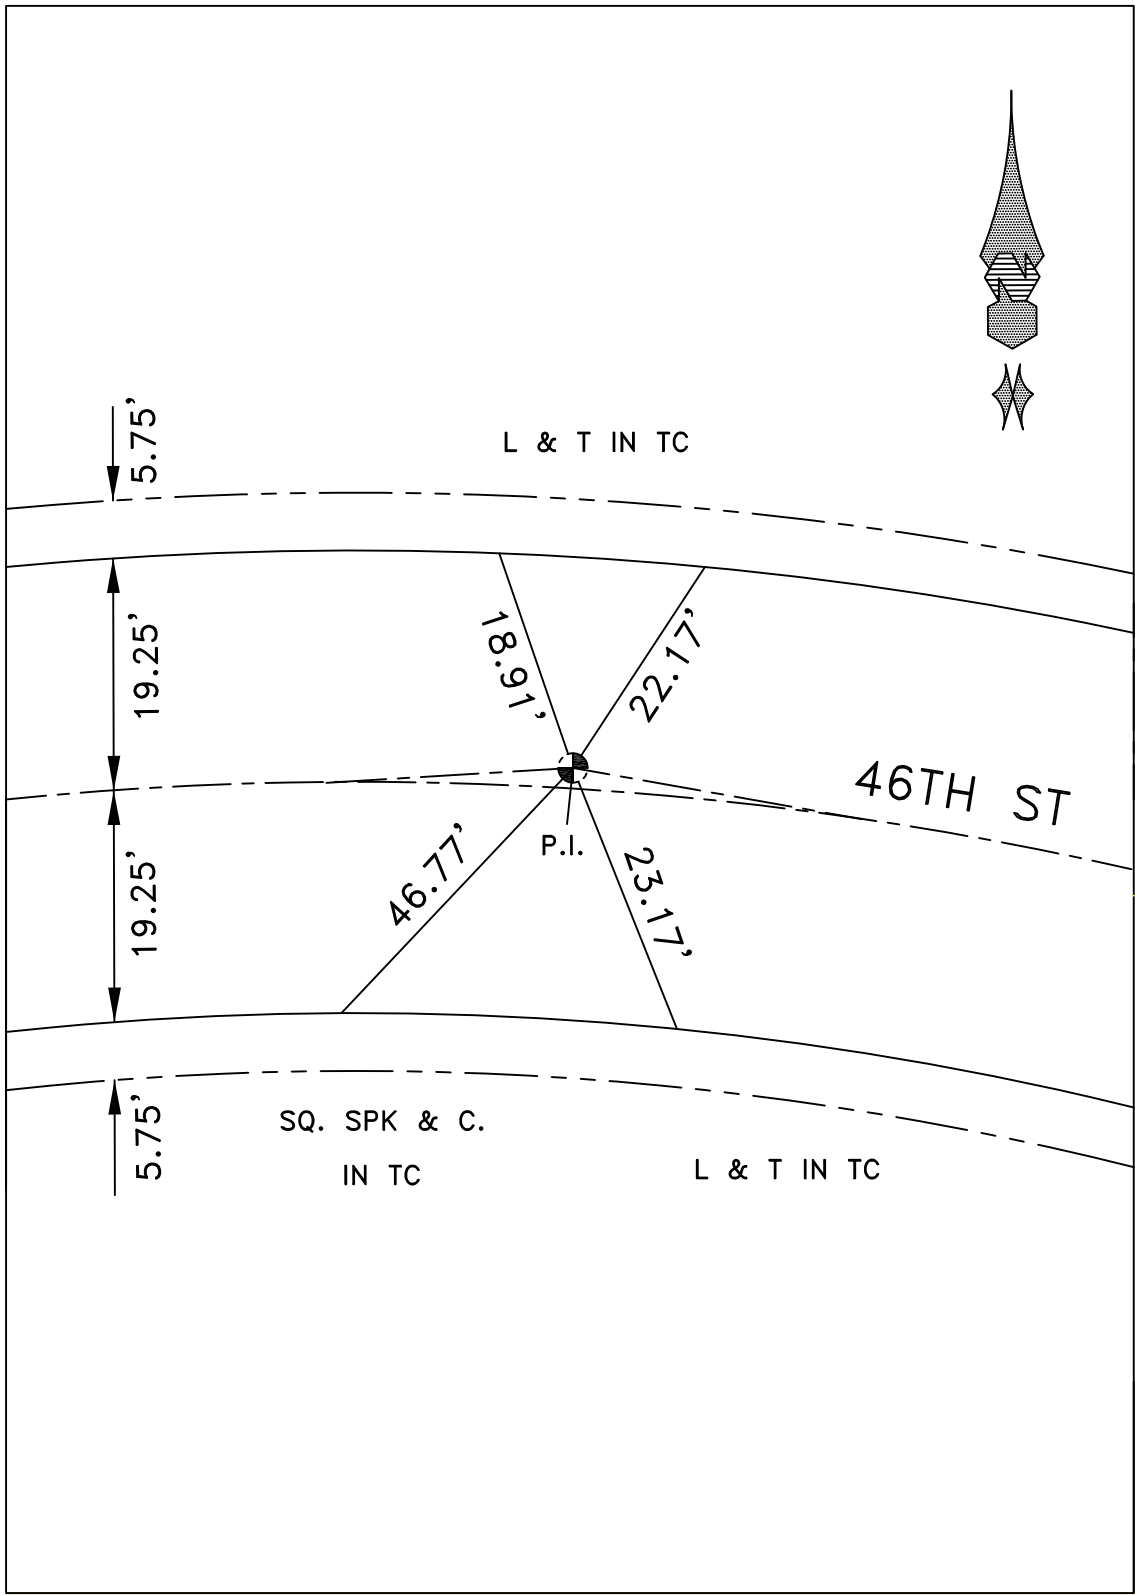 5.75’
L & T IN TC
19.25’
18.91’
22.17’
46TH ST
P.I.
19.25’
46.77’
23.17’
5.75’
SQ. SPK & C.
IN TC
L & T IN TC